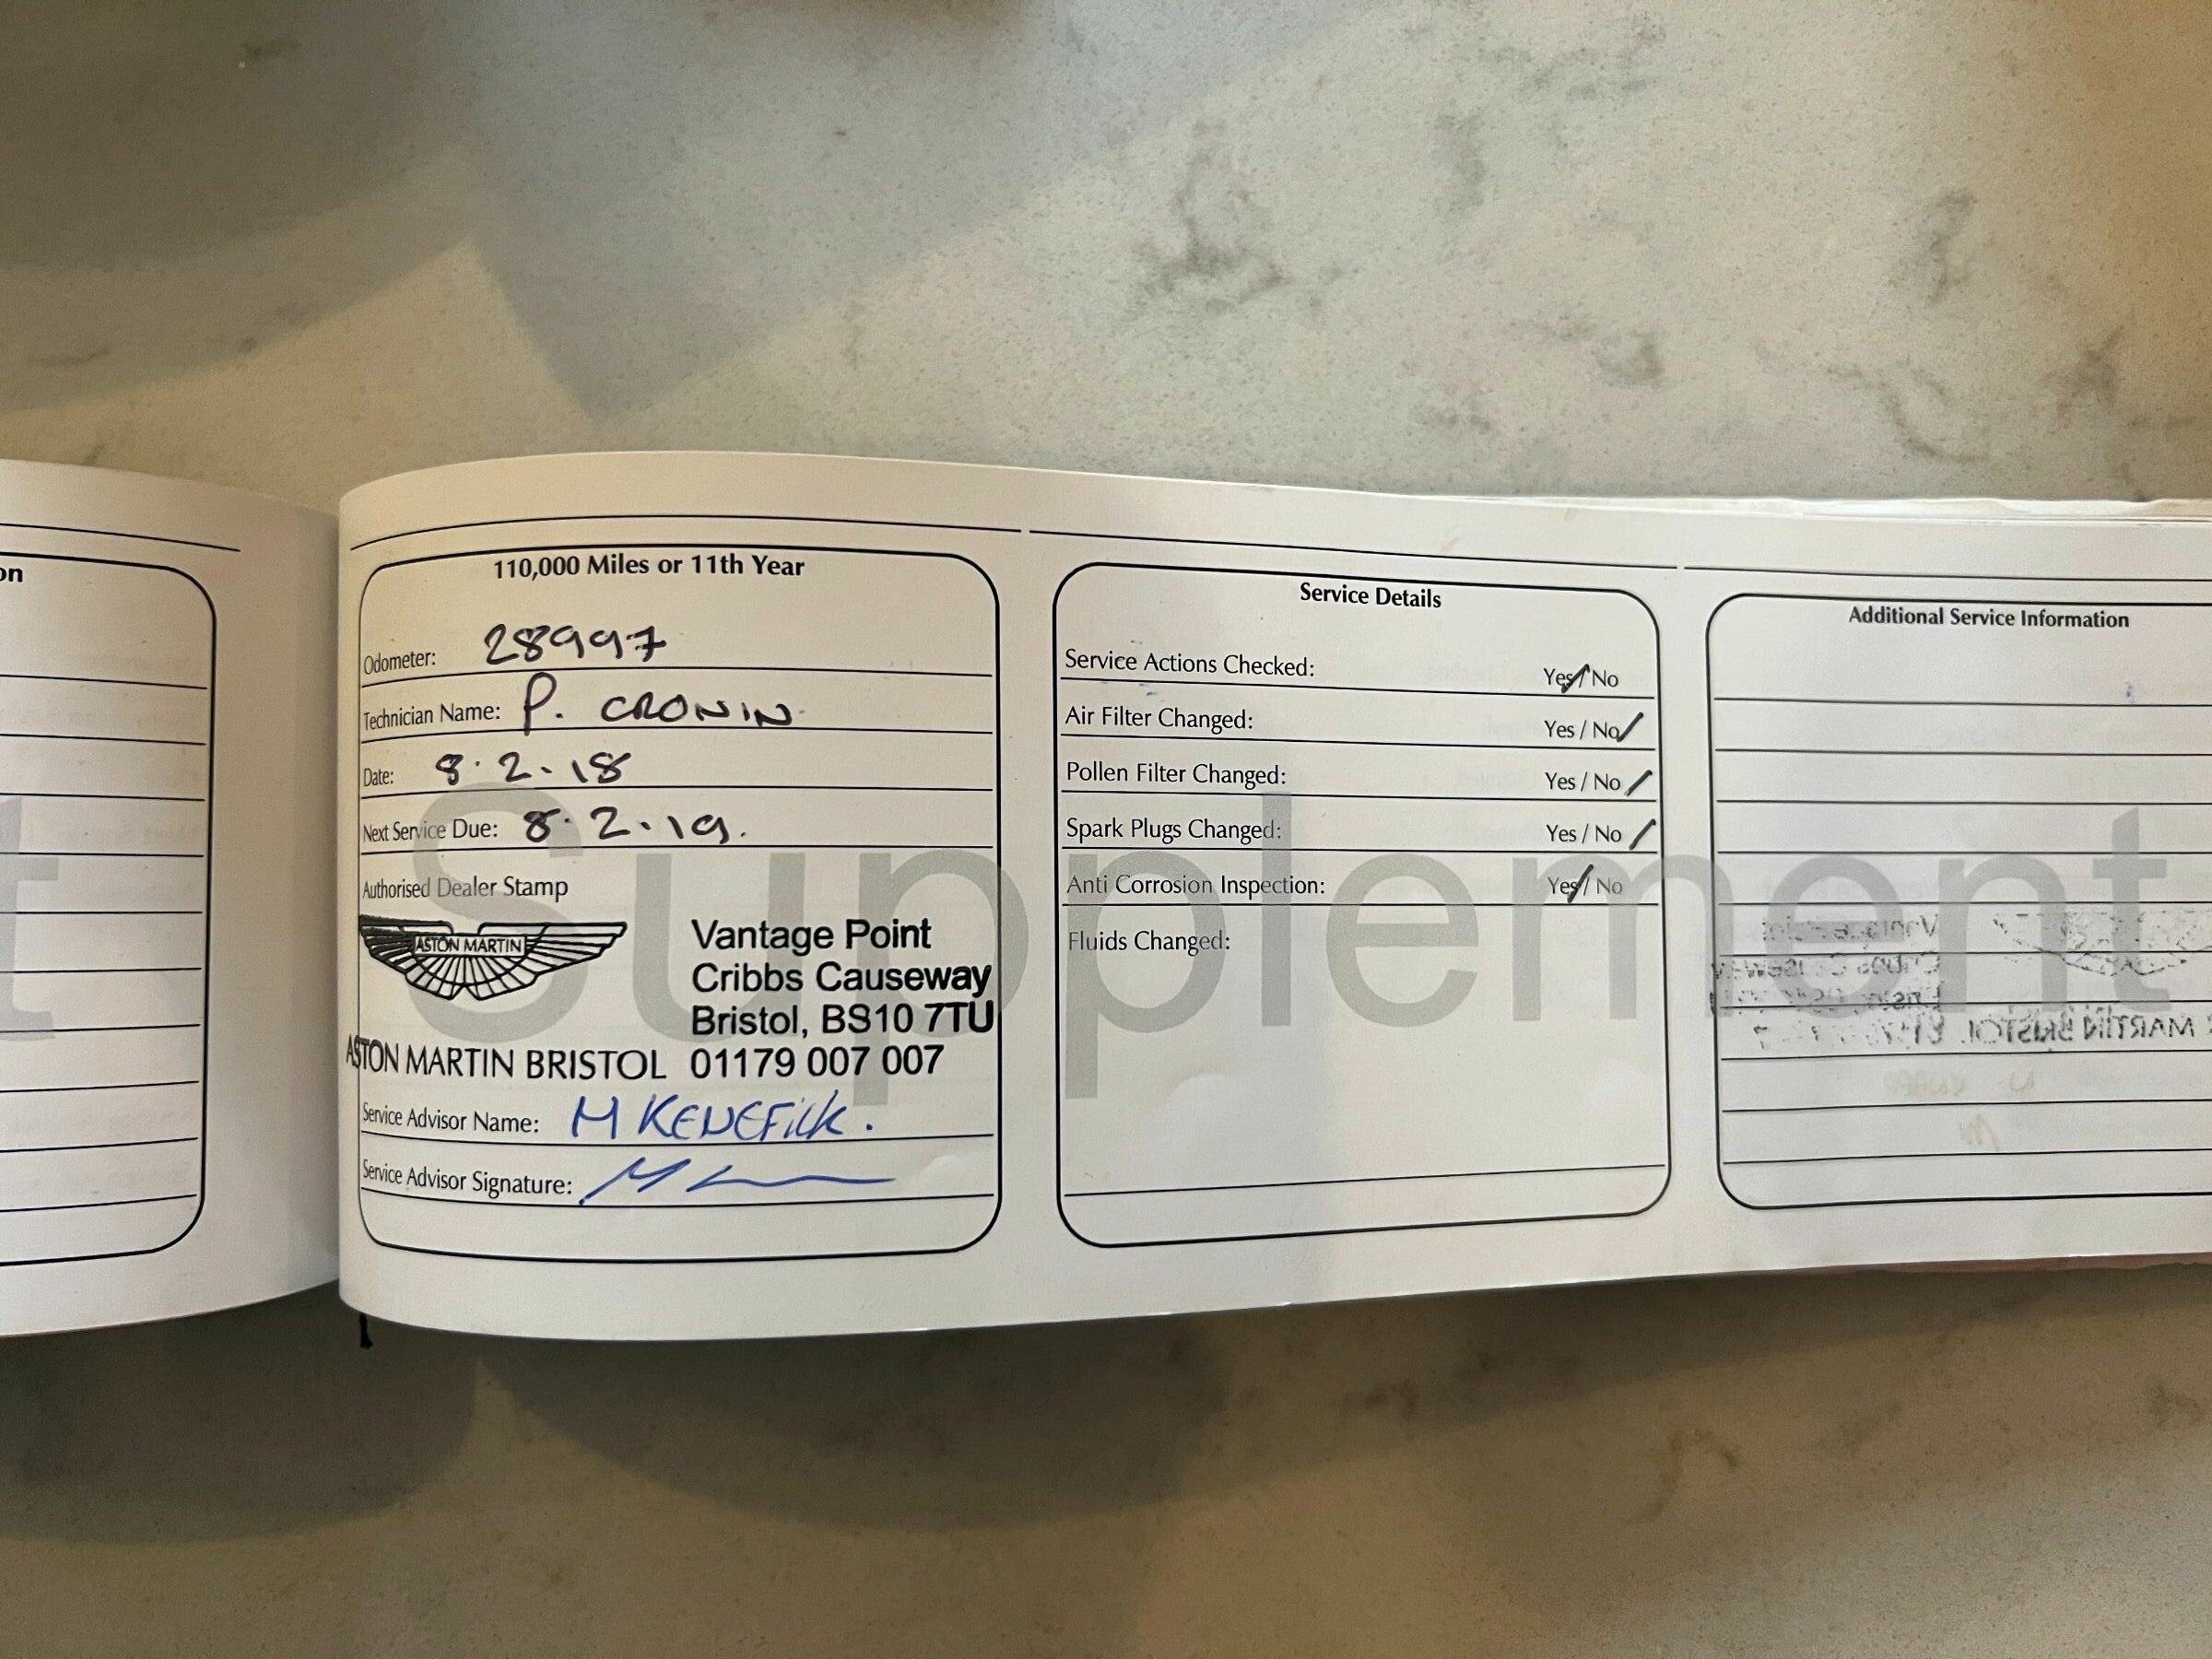 on
110,000 Miles or 11th Year
Odometer: 28997
Technician Name: P. CRONIN
Date: 8.2.18
Next Service Due: 8.2.19.
Authorised Dealer Stamp
ASTON MARTIN
Vantage Point
Cribbs Causeway
Bristol, BS10 7TU
ASTON MARTIN BRISTOL 01179 007 007
Service Advisor Name: M KENEFICK.
Service Advisor Signature:
Service Details
Service Actions Checked: Yes / No
Air Filter Changed: Yes / No
Pollen Filter Changed: Yes / No
Spark Plugs Changed: Yes / No
Anti Corrosion Inspection: Yes / No
Fluids Changed:
Additional Service Information
Supplement
t